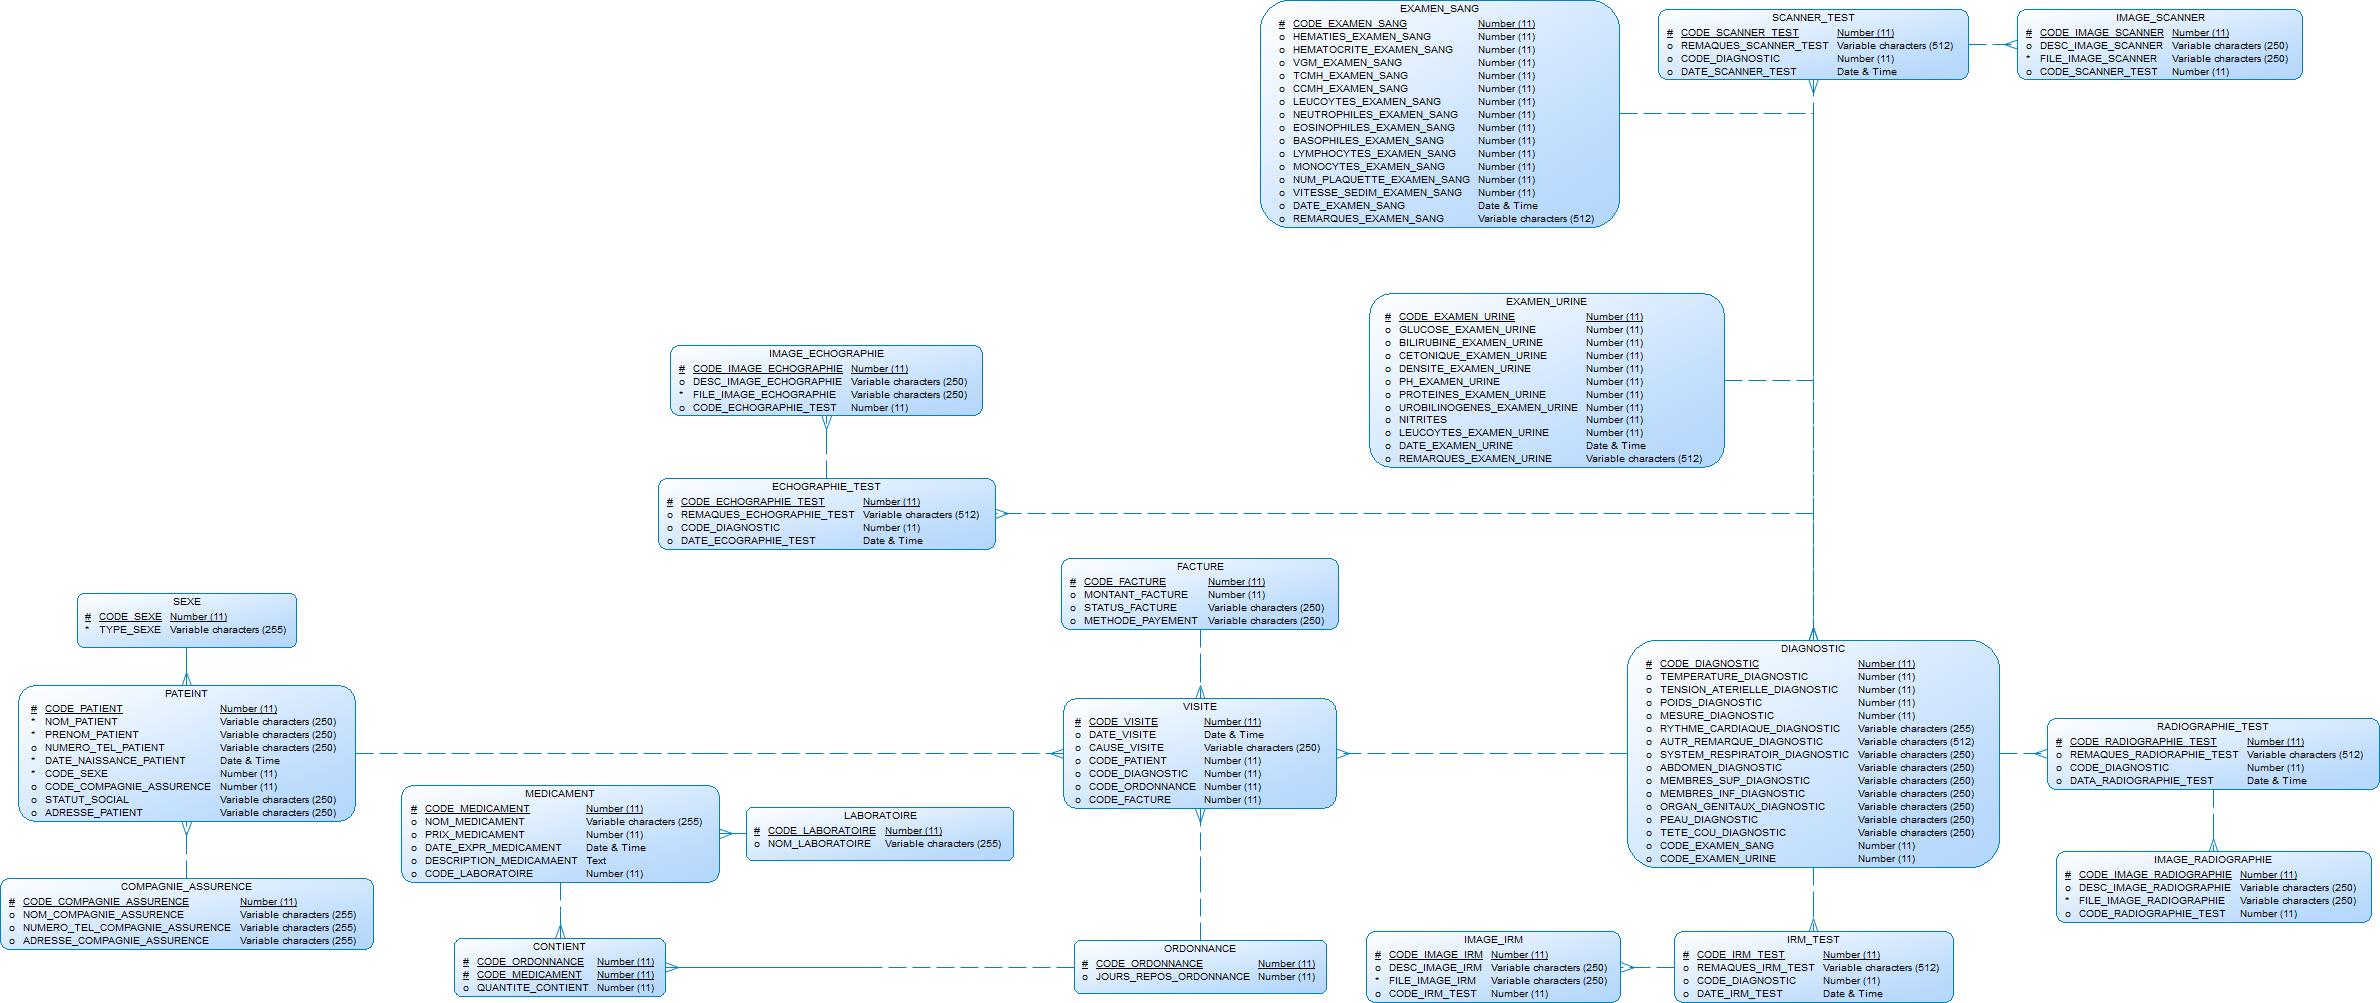 EXAMEN_SANG
# CODE_EXAMEN_SANG Number (11)
o HEMATIES_EXAMEN_SANG Number (11)
o HEMATOCRITE_EXAMEN_SANG Number (11)
o VGM_EXAMEN_SANG Number (11)
o TCMH_EXAMEN_SANG Number (11)
o CCMH_EXAMEN_SANG Number (11)
o LEUCOYTES_EXAMEN_SANG Number (11)
o NEUTROPHILES_EXAMEN_SANG Number (11)
o EOSINOPHILES_EXAMEN_SANG Number (11)
o BASOPHILES_EXAMEN_SANG Number (11)
o LYMPHOCYTES_EXAMEN_SANG Number (11)
o MONOCYTES_EXAMEN_SANG Number (11)
o NUM_PLAQUETTE_EXAMEN_SANG Number (11)
o VITESSE_SEDIM_EXAMEN_SANG Number (11)
o DATE_EXAMEN_SANG Date & Time
o REMARQUES_EXAMEN_SANG Variable characters (512)
SCANNER_TEST
# CODE_SCANNER_TEST Number (11)
o REMAQUES_SCANNER_TEST Variable characters (512)
o CODE_DIAGNOSTIC Number (11)
o DATE_SCANNER_TEST Date & Time
IMAGE_SCANNER
# CODE_IMAGE_SCANNER Number (11)
o DESC_IMAGE_SCANNER Variable characters (250)
* FILE_IMAGE_SCANNER Variable characters (250)
o CODE_SCANNER_TEST Number (11)
EXAMEN_URINE
# CODE_EXAMEN_URINE Number (11)
o GLUCOSE_EXAMEN_URINE Number (11)
o BILIRUBINE_EXAMEN_URINE Number (11)
o CETONIQUE_EXAMEN_URINE Number (11)
o DENSITE_EXAMEN_URINE Number (11)
o PH_EXAMEN_URINE Number (11)
o PROTEINES_EXAMEN_URINE Number (11)
o UROBILINOGENES_EXAMEN_URINE Number (11)
o NITRITES Number (11)
o LEUCOYTES_EXAMEN_URINE Number (11)
o DATE_EXAMEN_URINE Date & Time
o REMARQUES_EXAMEN_URINE Variable characters (512)
IMAGE_ECHOGRAPHIE
# CODE_IMAGE_ECHOGRAPHIE Number (11)
o DESC_IMAGE_ECHOGRAPHIE Variable characters (250)
* FILE_IMAGE_ECHOGRAPHIE Variable characters (250)
o CODE_ECHOGRAPHIE_TEST Number (11)
ECHOGRAPHIE_TEST
# CODE_ECHOGRAPHIE_TEST Number (11)
o REMAQUES_ECHOGRAPHIE_TEST Variable characters (512)
o CODE_DIAGNOSTIC Number (11)
o DATE_ECOGRAPHIE_TEST Date & Time
FACTURE
# CODE_FACTURE Number (11)
o MONTANT_FACTURE Number (11)
o STATUS_FACTURE Variable characters (250)
o METHODE_PAYEMENT Variable characters (250)
SEXE
# CODE_SEXE Number (11)
* TYPE_SEXE Variable characters (255)
PATEINT
# CODE_PATIENT Number (11)
* NOM_PATIENT Variable characters (250)
* PRENOM_PATIENT Variable characters (250)
o NUMERO_TEL_PATIENT Variable characters (250)
* DATE_NAISSANCE_PATIENT Date & Time
* CODE_SEXE Number (11)
o CODE_COMPAGNIE_ASSURENCE Number (11)
o STATUT_SOCIAL Variable characters (250)
o ADRESSE_PATIENT Variable characters (250)
VISITE
# CODE_VISITE Number (11)
o DATE_VISITE Date & Time
o CAUSE_VISITE Variable characters (250)
o CODE_PATIENT Number (11)
o CODE_DIAGNOSTIC Number (11)
o CODE_ORDONNANCE Number (11)
o CODE_FACTURE Number (11)
DIAGNOSTIC
# CODE_DIAGNOSTIC Number (11)
o TEMPERATURE_DIAGNOSTIC Number (11)
o TENSION_ATERIELLE_DIAGNOSTIC Number (11)
o POIDS_DIAGNOSTIC Number (11)
o MESURE_DIAGNOSTIC Number (11)
o RYTHME_CARDIAQUE_DIAGNOSTIC Variable characters (255)
o AUTR_REMARQUE_DIAGNOSTIC Variable characters (512)
o SYSTEM_RESPIRATOIR_DIAGNOSTIC Variable characters (250)
o ABDOMEN_DIAGNOSTIC Variable characters (250)
o MEMBRES_SUP_DIAGNOSTIC Variable characters (250)
o MEMBRES_INF_DIAGNOSTIC Variable characters (250)
o ORGAN_GENITAUX_DIAGNOSTIC Variable characters (250)
o PEAU_DIAGNOSTIC Variable characters (250)
o TETE_COU_DIAGNOSTIC Variable characters (250)
o CODE_EXAMEN_SANG Number (11)
o CODE_EXAMEN_URINE Number (11)
RADIOGRAPHIE_TEST
# CODE_RADIOGRAPHIE_TEST Number (11)
o REMAQUES_RADIORAPHIE_TEST Variable characters (512)
o CODE_DIAGNOSTIC Number (11)
o DATA_RADIOGRAPHIE_TEST Date & Time
MEDICAMENT
# CODE_MEDICAMENT Number (11)
o NOM_MEDICAMENT Variable characters (255)
o PRIX_MEDICAMENT Number (11)
o DATE_EXPR_MEDICAMENT Date & Time
o DESCRIPTION_MEDICAMAENT Text
o CODE_LABORATOIRE Number (11)
LABORATOIRE
# CODE_LABORATOIRE Number (11)
o NOM_LABORATOIRE Variable characters (255)
COMPAGNIE_ASSURENCE
# CODE_COMPAGNIE_ASSURENCE Number (11)
o NOM_COMPAGNIE_ASSURENCE Variable characters (255)
o NUMERO_TEL_COMPAGNIE_ASSURENCE Variable characters (255)
o ADRESSE_COMPAGNIE_ASSURENCE Variable characters (255)
IMAGE_RADIOGRAPHIE
# CODE_IMAGE_RADIOGRAPHIE Number (11)
o DESC_IMAGE_RADIOGRAPHIE Variable characters (250)
* FILE_IMAGE_RADIOGRAPHIE Variable characters (250)
o CODE_RADIOGRAPHIE_TEST Number (11)
CONTIENT
# CODE_ORDONNANCE Number (11)
# CODE_MEDICAMENT Number (11)
o QUANTITE_CONTIENT Number (11)
ORDONNANCE
# CODE_ORDONNANCE Number (11)
o JOURS_REPOS_ORDONNANCE Number (11)
IMAGE_IRM
# CODE_IMAGE_IRM Number (11)
o DESC_IMAGE_IRM Variable characters (250)
* FILE_IMAGE_IRM Variable characters (250)
o CODE_IRM_TEST Number (11)
IRM_TEST
# CODE_IRM_TEST Number (11)
o REMAQUES_IRM_TEST Variable characters (512)
o CODE_DIAGNOSTIC Number (11)
o DATE_IRM_TEST Date & Time